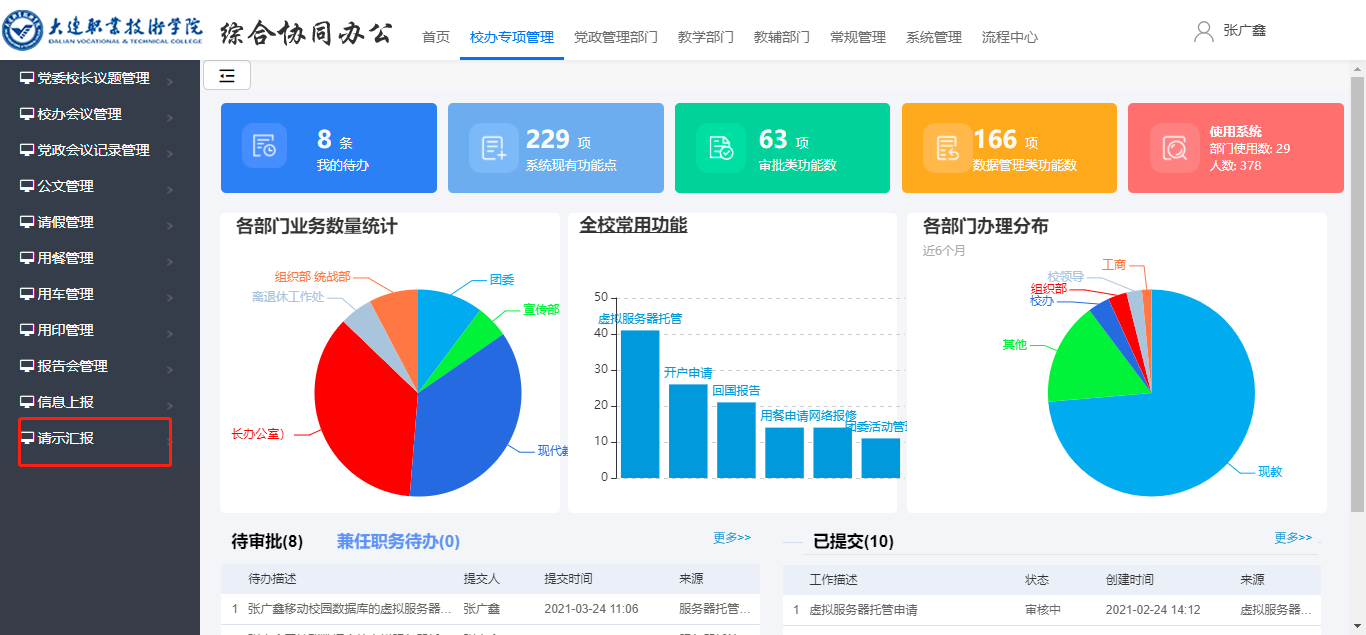 大连职业技术学院
DALIAN VOCATIONAL & TECHNICAL COLLEGE
综合协同办公
首页 校办专项管理 党政管理部门 教学部门 教辅部门 常规管理 系统管理 流程中心
张广鑫
党委校长议题管理
校办会议管理
党政会议记录管理
公文管理
请假管理
用餐管理
用车管理
用印管理
报告会管理
信息上报
请示汇报
8 条
我的待办
229 项
系统现有功能点
63 项
审批类功能数
166 项
数据管理类功能数
使用系统
部门使用数: 29
人数: 378
各部门业务数量统计
组织部 统战部
团委
离退休工作处
宣传部
长办公室）
现代教
全校常用功能
50
40
30
20
10
0
虚拟服务器托管
开户申请
回国报告
用餐申请
网络报修
团委活动管理
各部门办理分布
近6个月
工商
校领导
组织部
校办
其他
现教
待审批(8) 兼任职务待办(0) 更多>>
待办描述 提交人 提交时间 来源
1 张广鑫移动校园数据库的虚拟服务器... 张广鑫 2021-03-24 11:06 服务器托管...
已提交(10) 更多>>
工作描述 状态 创建时间 来源
1 虚拟服务器托管申请 审核中 2021-02-24 14:12 虚拟服务器...